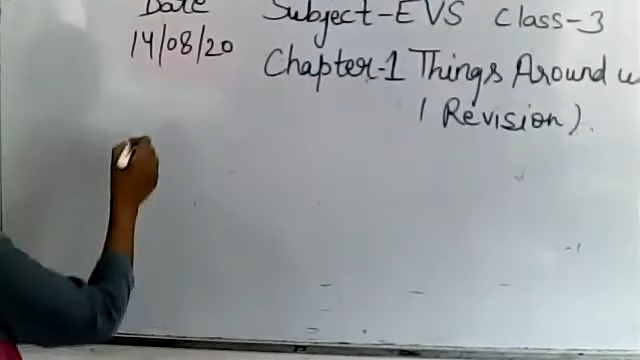 Date
Subject-EVS Class-3
14/08/20
Chapter-1 Things Around
(Revision).